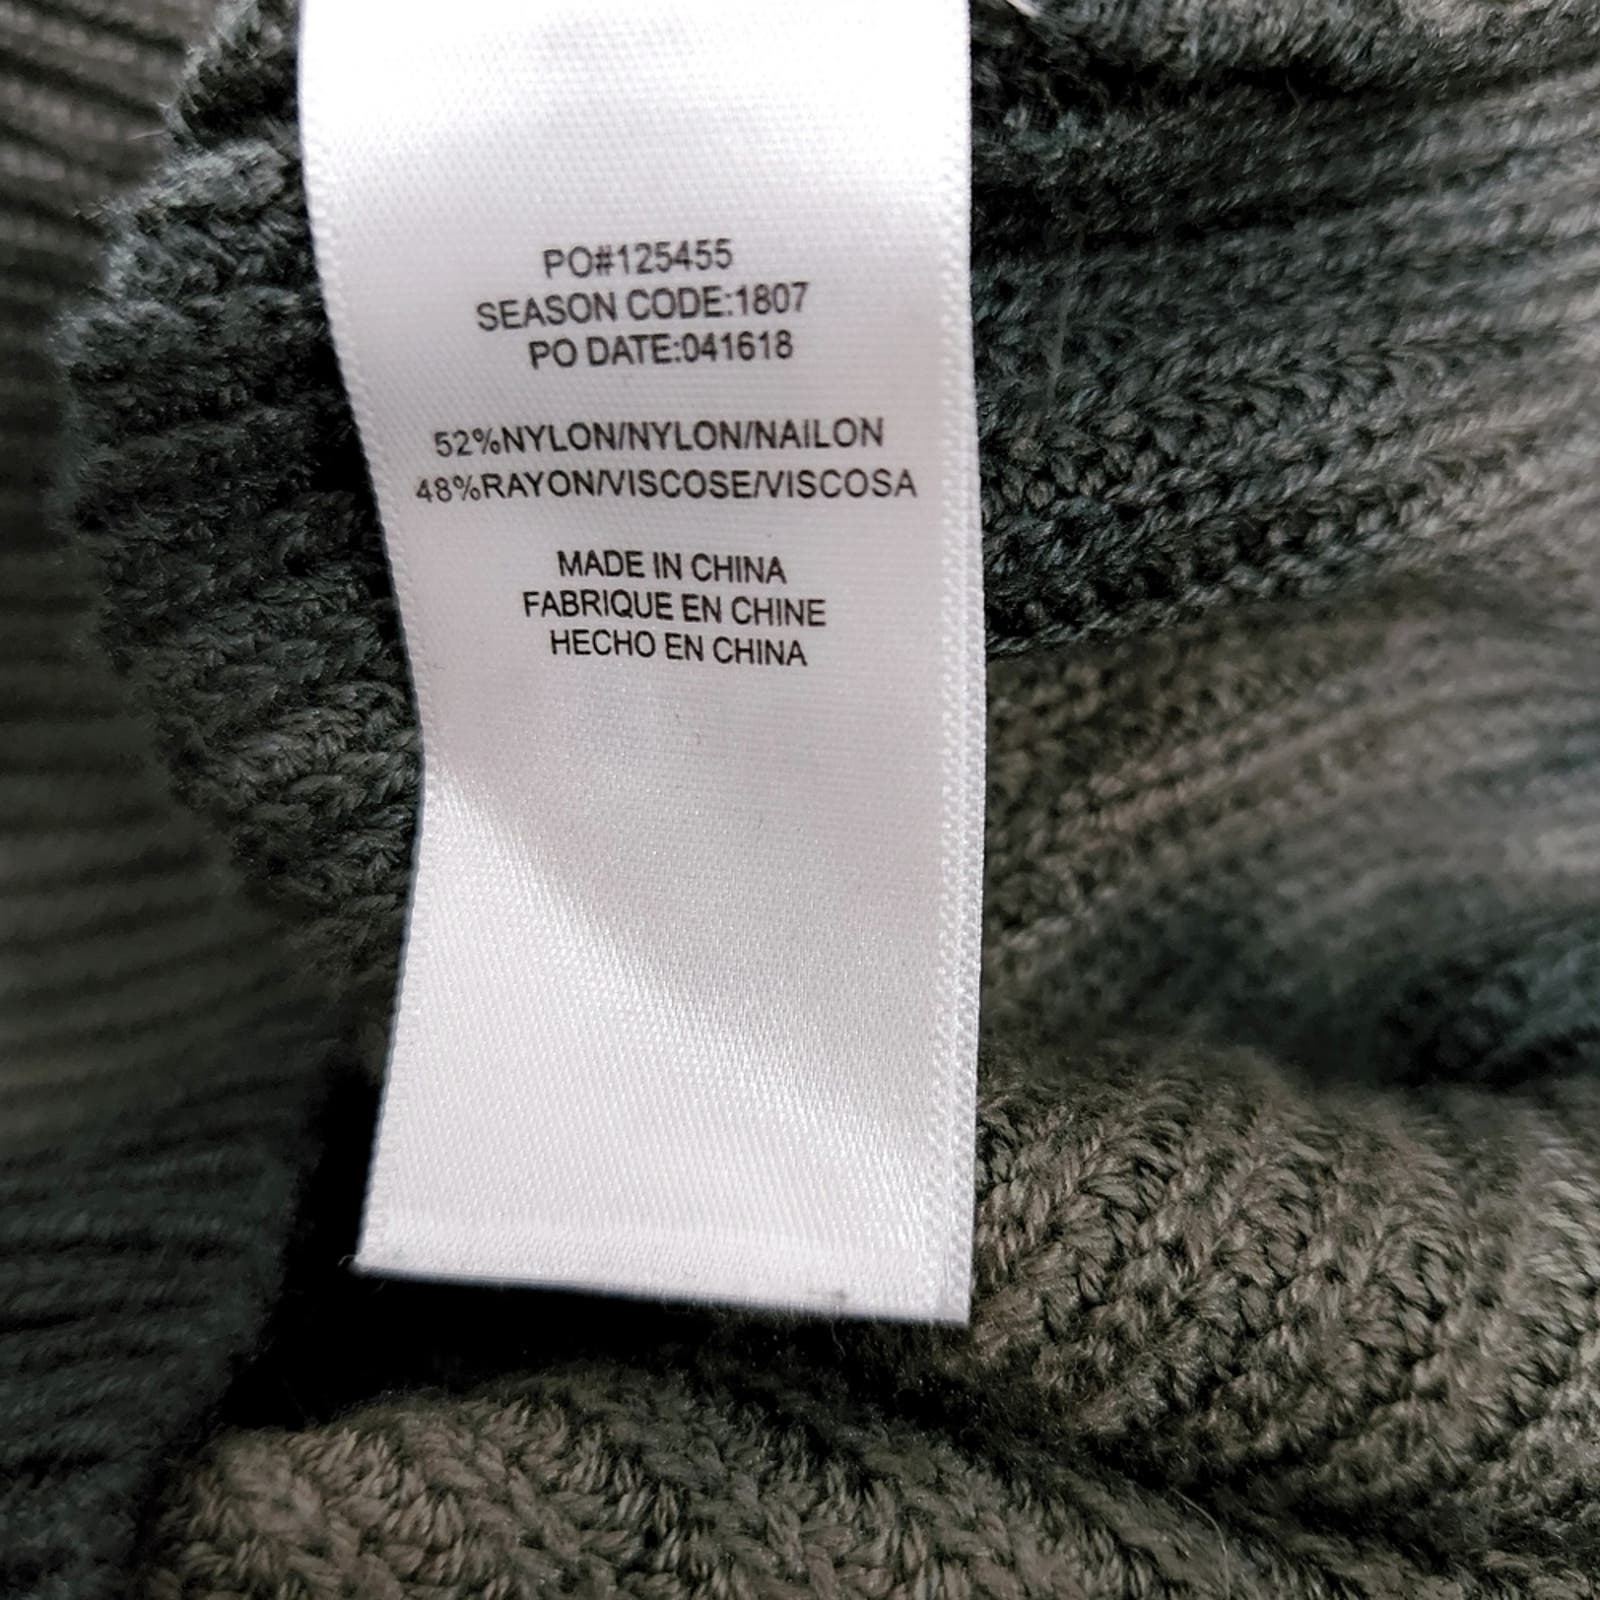 PO#125455
SEASON CODE:1807
PO DATE:041618
52%NYLON/NYLON/NAILON
48%RAYON/VISCOSE/VISCOSA
MADE IN CHINA
FABRIQUE EN CHINE
HECHO EN CHINA